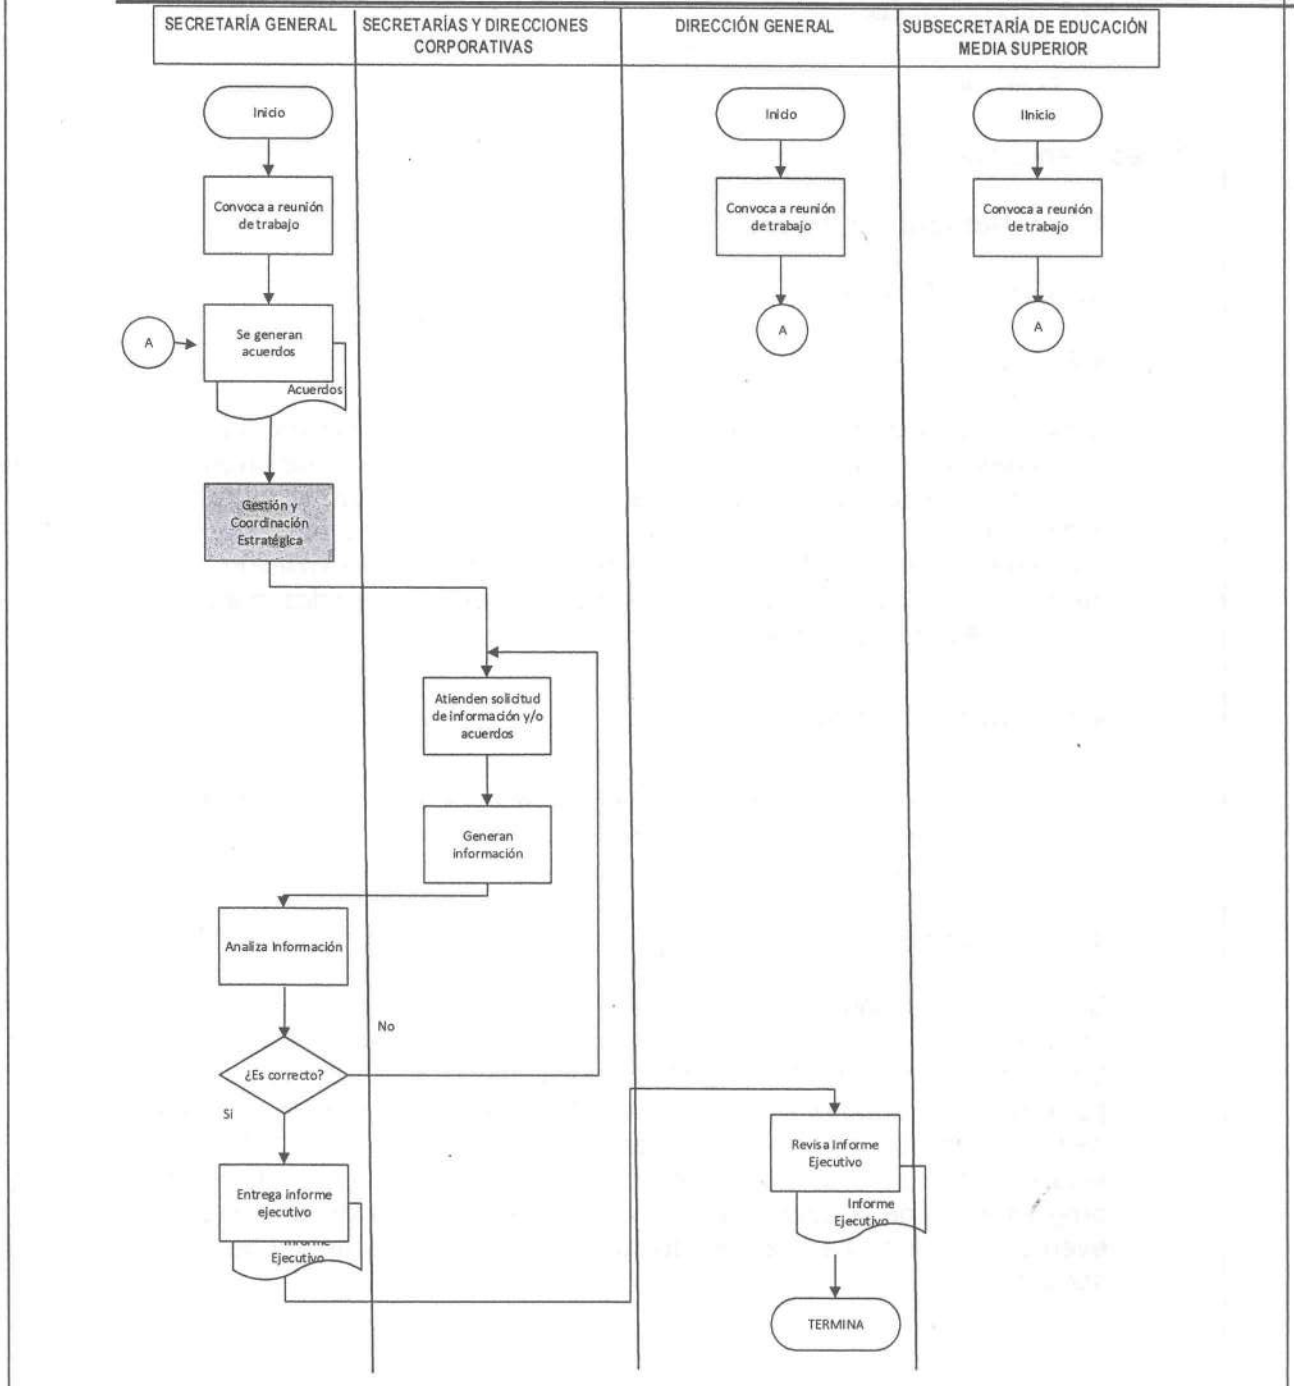 SECRETARÍA GENERAL
SECRETARÍAS Y DIRECCIONES
CORPORATIVAS
DIRECCIÓN GENERAL
SUBSECRETARÍA DE EDUCACIÓN
MEDIA SUPERIOR
Inicio
Inicio
IInicio
Convoca a reunión
de trabajo
Convoca a reunión
de trabajo
Convoca a reunión
de trabajo
A
Se generan
acuerdos
Acuerdos
A
A
Gestión y
Coordinación
Estratégica
Atienden solicitud
de información y/o
acuerdos
Generan
información
Analiza Información
No
¿Es correcto?
Si
Revisa Informe
Ejecutivo
Informe
Ejecutivo
Entrega informe
ejecutivo
Informe
Ejecutivo
TERMINA